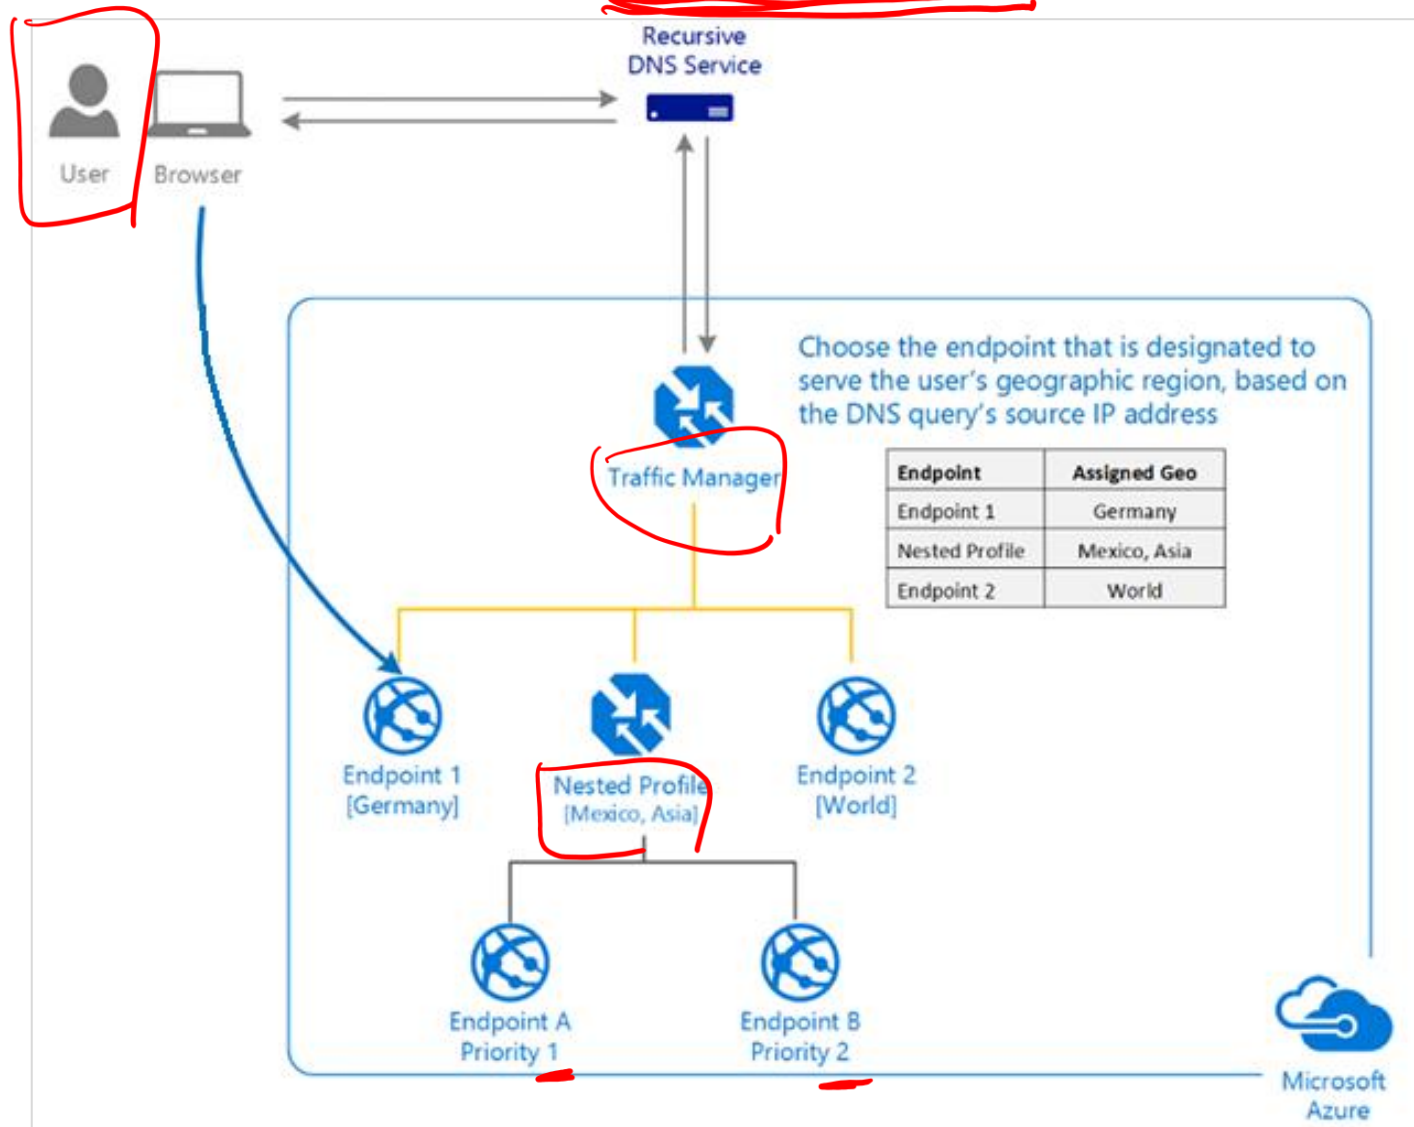 Recursive
DNS Service
User
Browser
Choose the endpoint that is designated to
serve the user's geographic region, based on
the DNS query's source IP address
Traffic Manager
Endpoint Assigned Geo
Endpoint 1 Germany
Nested Profile Mexico, Asia
Endpoint 2 World
Endpoint 1
[Germany]
Nested Profile
[Mexico, Asia]
Endpoint 2
[World]
Endpoint A
Priority 1
Endpoint B
Priority 2
Microsoft
Azure